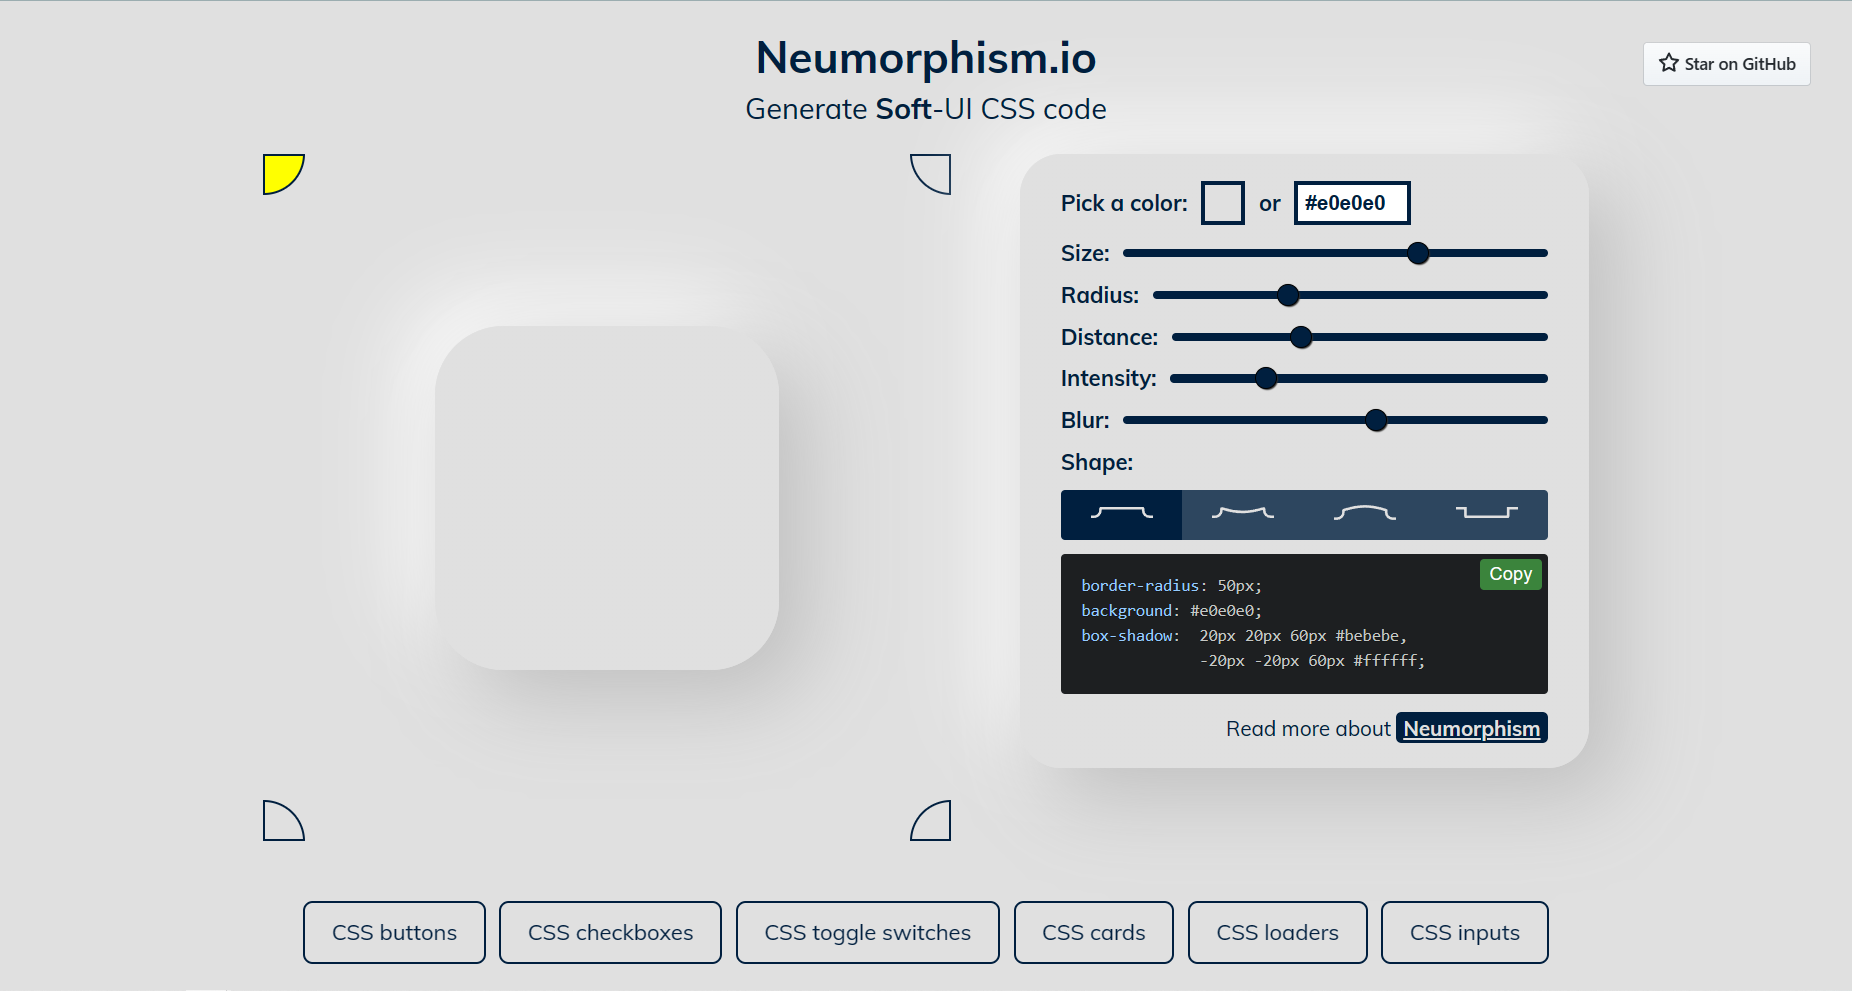 Neumorphism.io
Generate Soft-UI CSS code
Star on GitHub
Pick a color: or #e0e0e0
Size:
Radius:
Distance:
Intensity:
Blur:
Shape:
Copy
border-radius: 50px;
background: #e0e0e0;
box-shadow: 20px 20px 60px #bebebe,
-20px -20px 60px #ffffff;
Read more about Neumorphism
CSS buttons
CSS checkboxes
CSS toggle switches
CSS cards
CSS loaders
CSS inputs